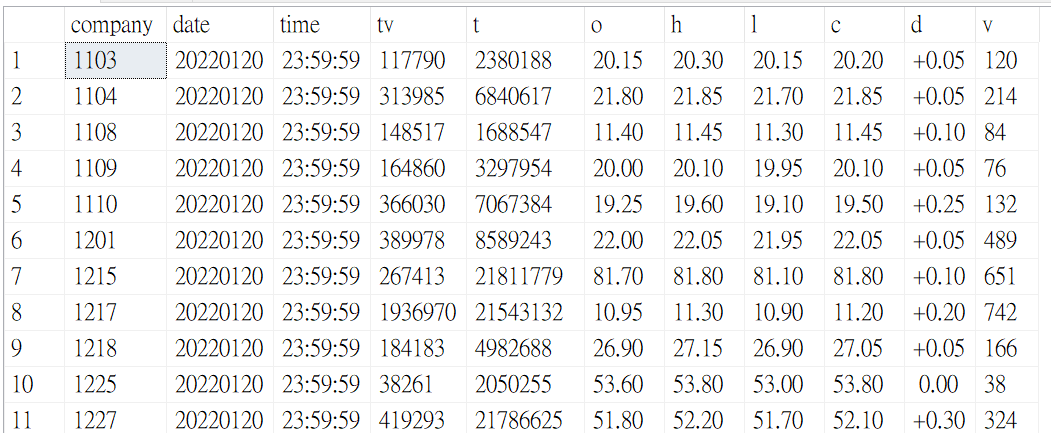 company date time tv t o h l c d v
1 1103 20220120 23:59:59 117790 2380188 20.15 20.30 20.15 20.20 +0.05 120
2 1104 20220120 23:59:59 313985 6840617 21.80 21.85 21.70 21.85 +0.05 214
3 1108 20220120 23:59:59 148517 1688547 11.40 11.45 11.30 11.45 +0.10 84
4 1109 20220120 23:59:59 164860 3297954 20.00 20.10 19.95 20.10 +0.05 76
5 1110 20220120 23:59:59 366030 7067384 19.25 19.60 19.10 19.50 +0.25 132
6 1201 20220120 23:59:59 389978 8589243 22.00 22.05 21.95 22.05 +0.05 489
7 1215 20220120 23:59:59 267413 21811779 81.70 81.80 81.10 81.80 +0.10 651
8 1217 20220120 23:59:59 1936970 21543132 10.95 11.30 10.90 11.20 +0.20 742
9 1218 20220120 23:59:59 184183 4982688 26.90 27.15 26.90 27.05 +0.05 166
10 1225 20220120 23:59:59 38261 2050255 53.60 53.80 53.00 53.80 0.00 38
11 1227 20220120 23:59:59 419293 21786625 51.80 52.20 51.70 52.10 +0.30 324